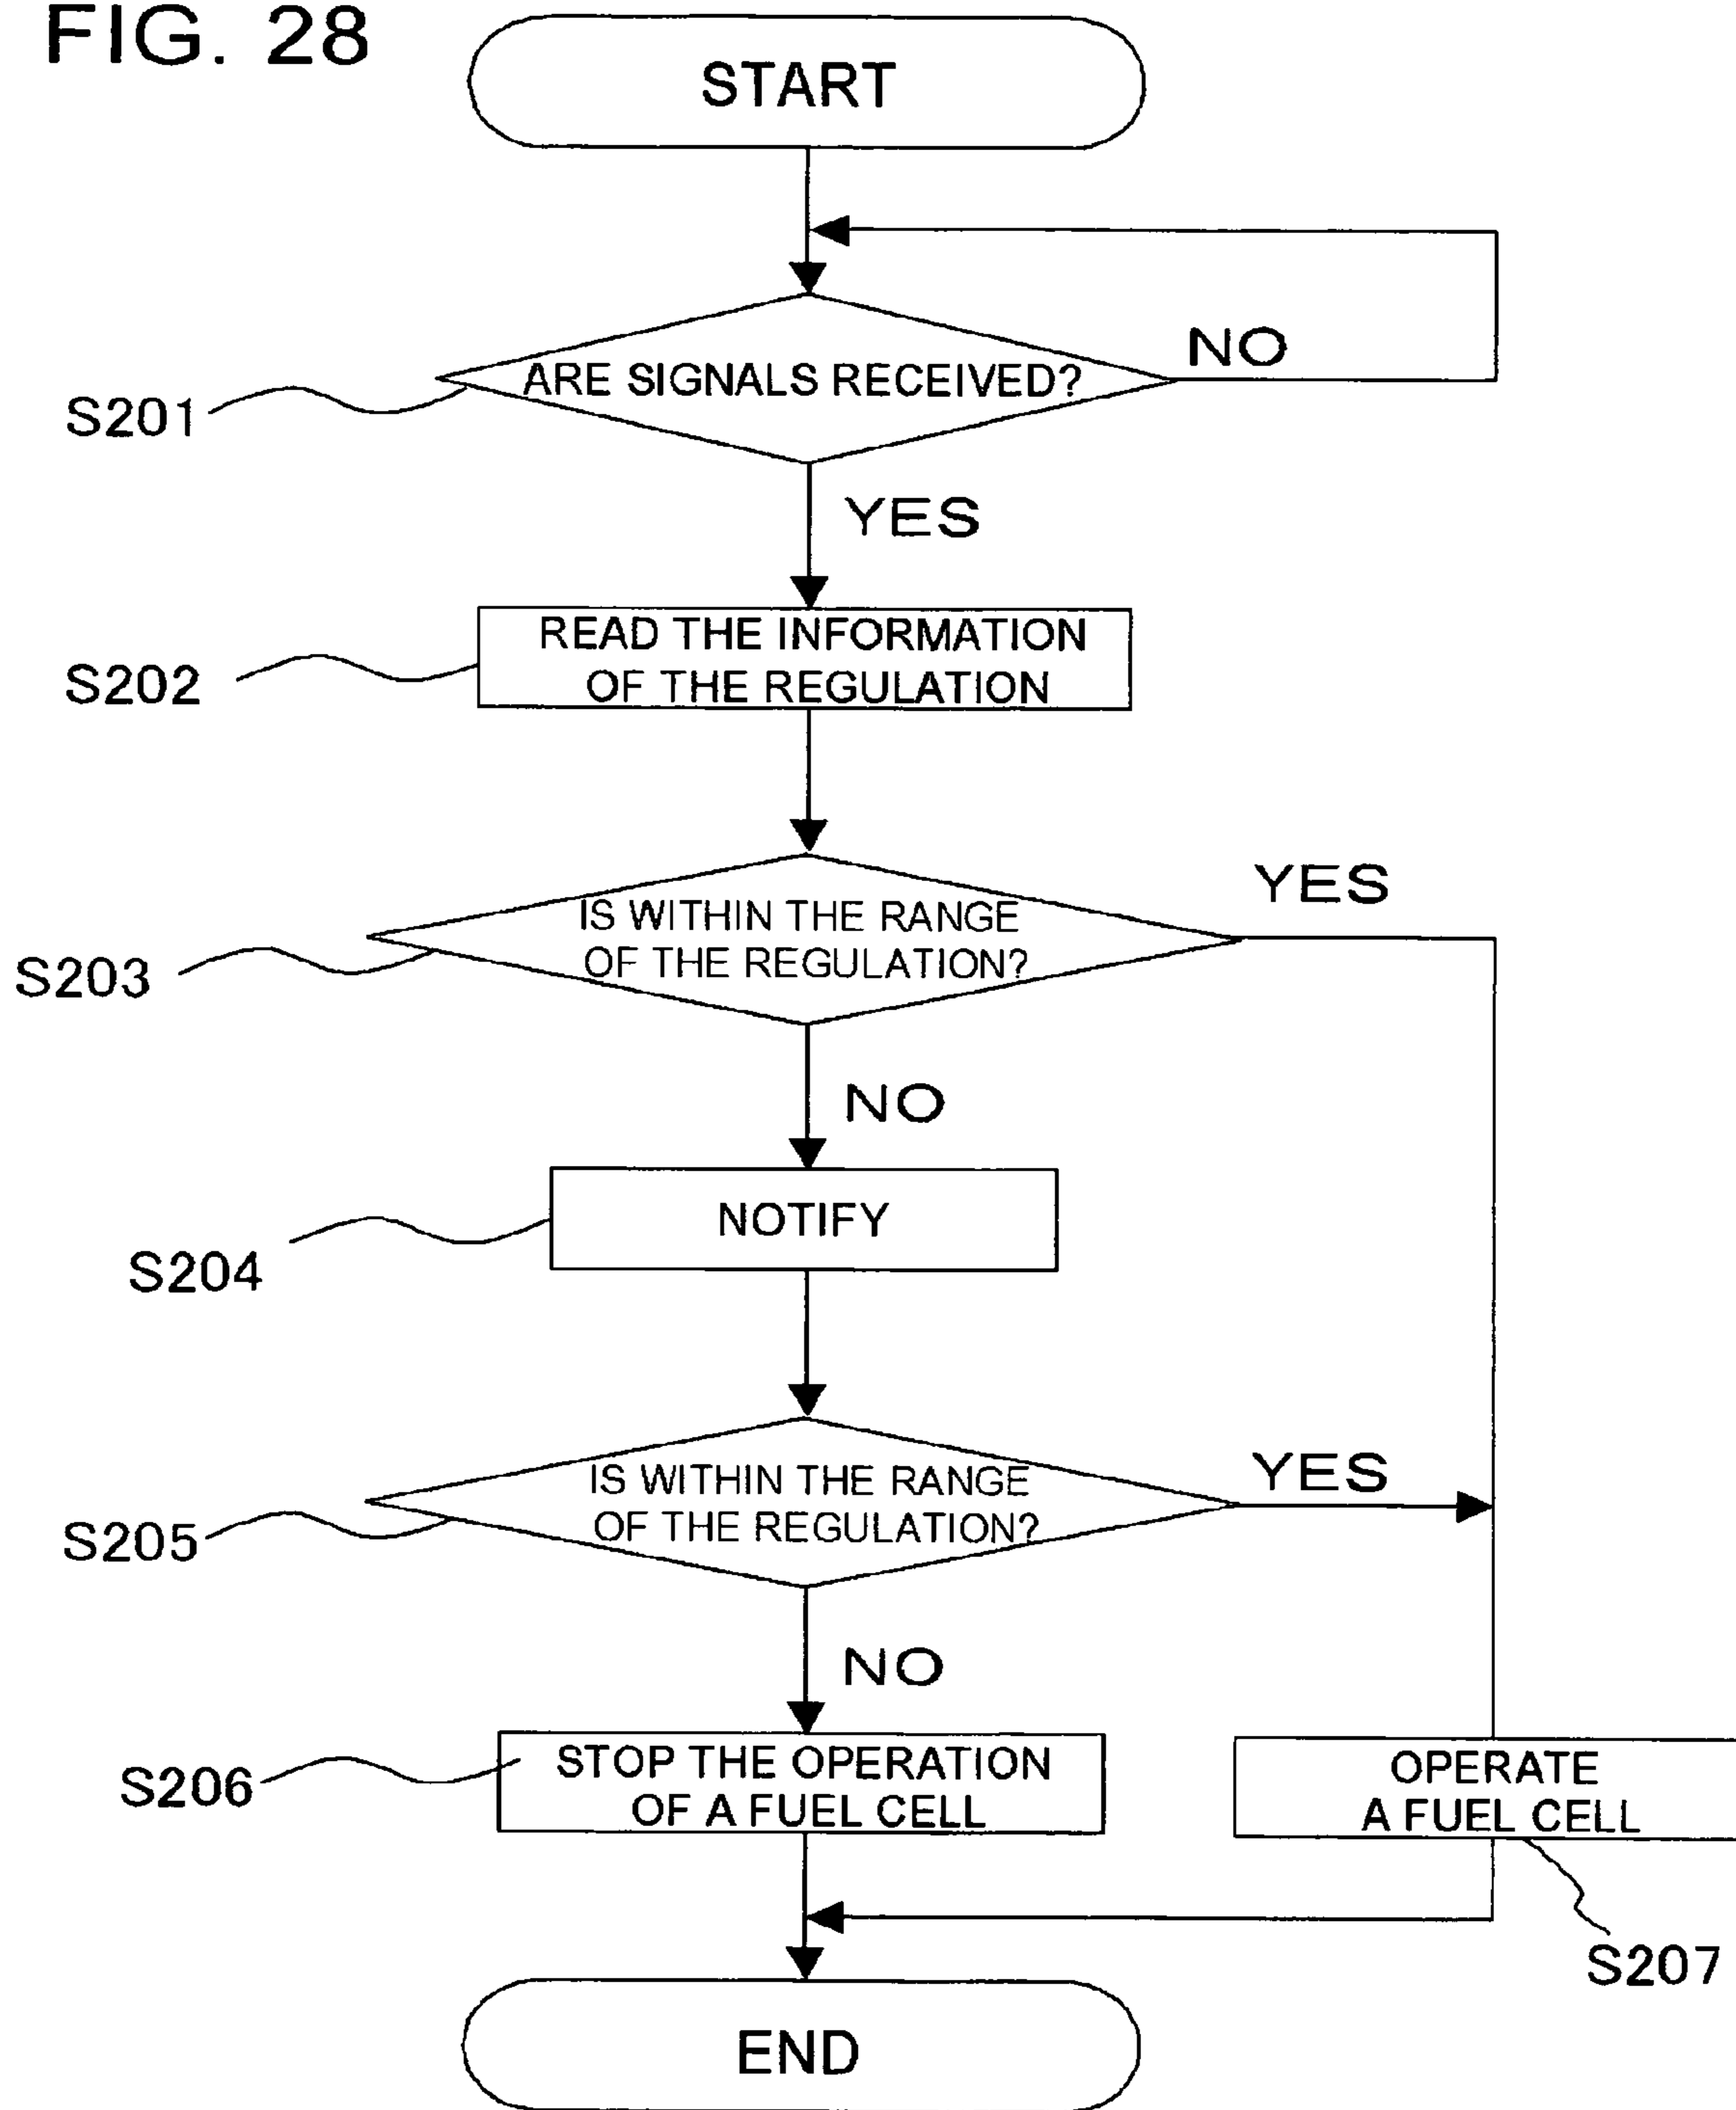 FIG. 28
START
ARE SIGNALS RECEIVED?
NO
S201
YES
READ THE INFORMATION
OF THE REGULATION
S202
YES
IS WITHIN THE RANGE
OF THE REGULATION?
S203
NO
NOTIFY
S204
IS WITHIN THE RANGE
OF THE REGULATION?
YES
S205
NO
STOP THE OPERATION
OF A FUEL CELL
S206
OPERATE
A FUEL CELL
S207
END